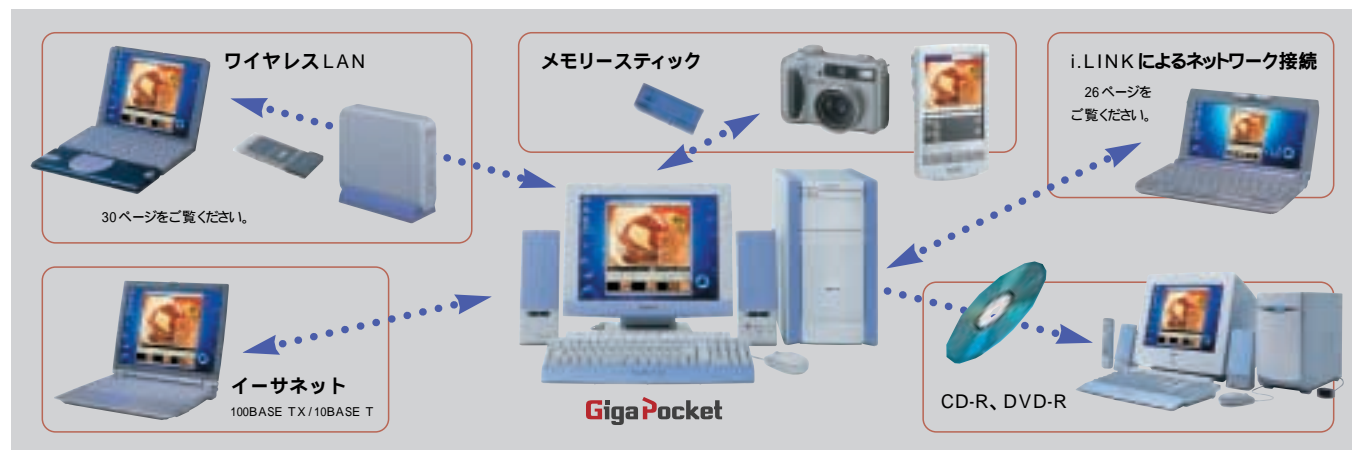 ワイヤレスLAN
30ページをご覧ください。
メモリースティック
i.LINKによるネットワーク接続
26ページを
ご覧ください。
イーサネット
100BASE TX/10BASE T
GigaPocket
CD-R、DVD-R